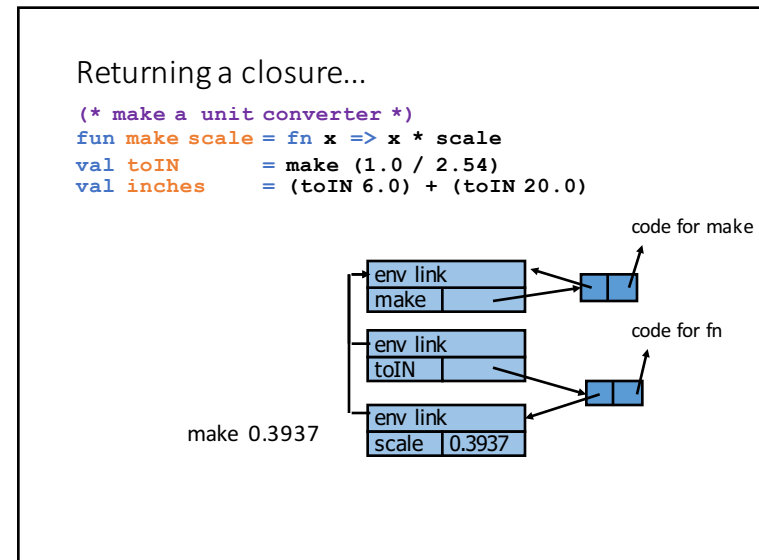 Returning a closure...
(* make a unit converter *)
fun make scale = fn x => x * scale
val toIN = make (1.0 / 2.54)
val inches = (toIN 6.0) + (toIN 20.0)
code for make
env link
make
code for fn
env link
toIN
env link
make 0.3937
scale 0.3937